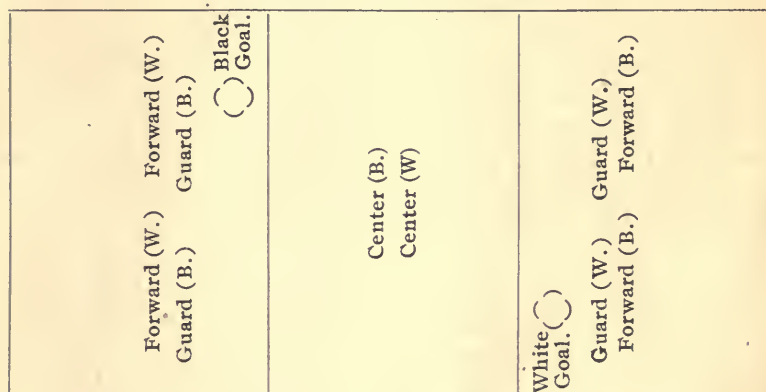 Forward (W.) Forward (W.)
Guard (B.) Guard (B.)
Black
Goal.
Center (B.)
Center (W)
White
Goal.
Guard (W.) Guard (W.)
Forward (B.) Forward (B.)